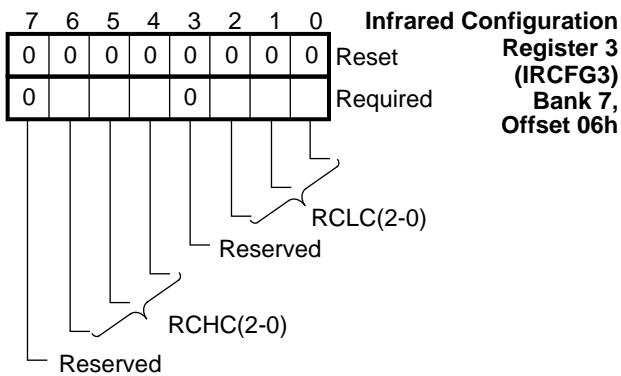 7 6 5 4 3 2 1 0
Infrared Configuration
Register 3
(IRCFG3)
Bank 7,
Offset 06h
0 0 0 0 0 0 0 0 Reset
0 0 Required
RCLC(2-0)
Reserved
RCHC(2-0)
Reserved